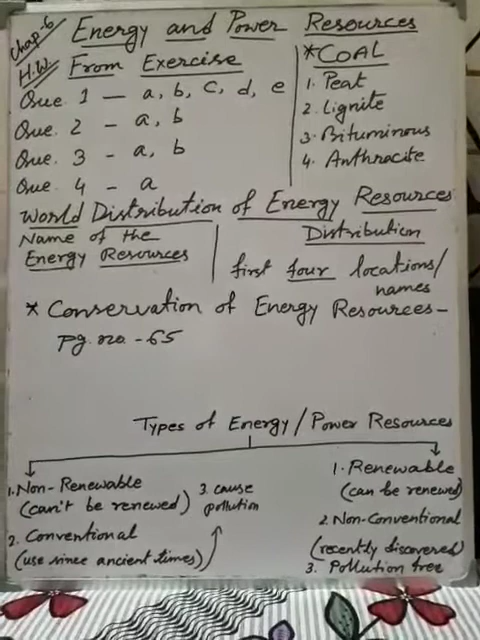 Chap. 6
Energy and Power Resources
H.W. From Exercise
Que. 1 — a, b, c, d, e
Que. 2 - a, b
Que. 3 - a, b
Que. 4 - a
*COAL
1. Peat
2. Lignite
3. Bituminous
4. Anthracite
World Distribution of Energy Resources
Name of the
Energy Resources
Distribution
first four locations/
names
* Conservation of Energy Resources-
Pg. no. - 65
Types of Energy/Power Resources
1. Non-Renewable
(can't be renewed)
2. Conventional
(use since ancient times)
3. cause
pollution
1. Renewable
(can be renewed)
2. Non-Conventional
(recently discovered)
3. Pollution free